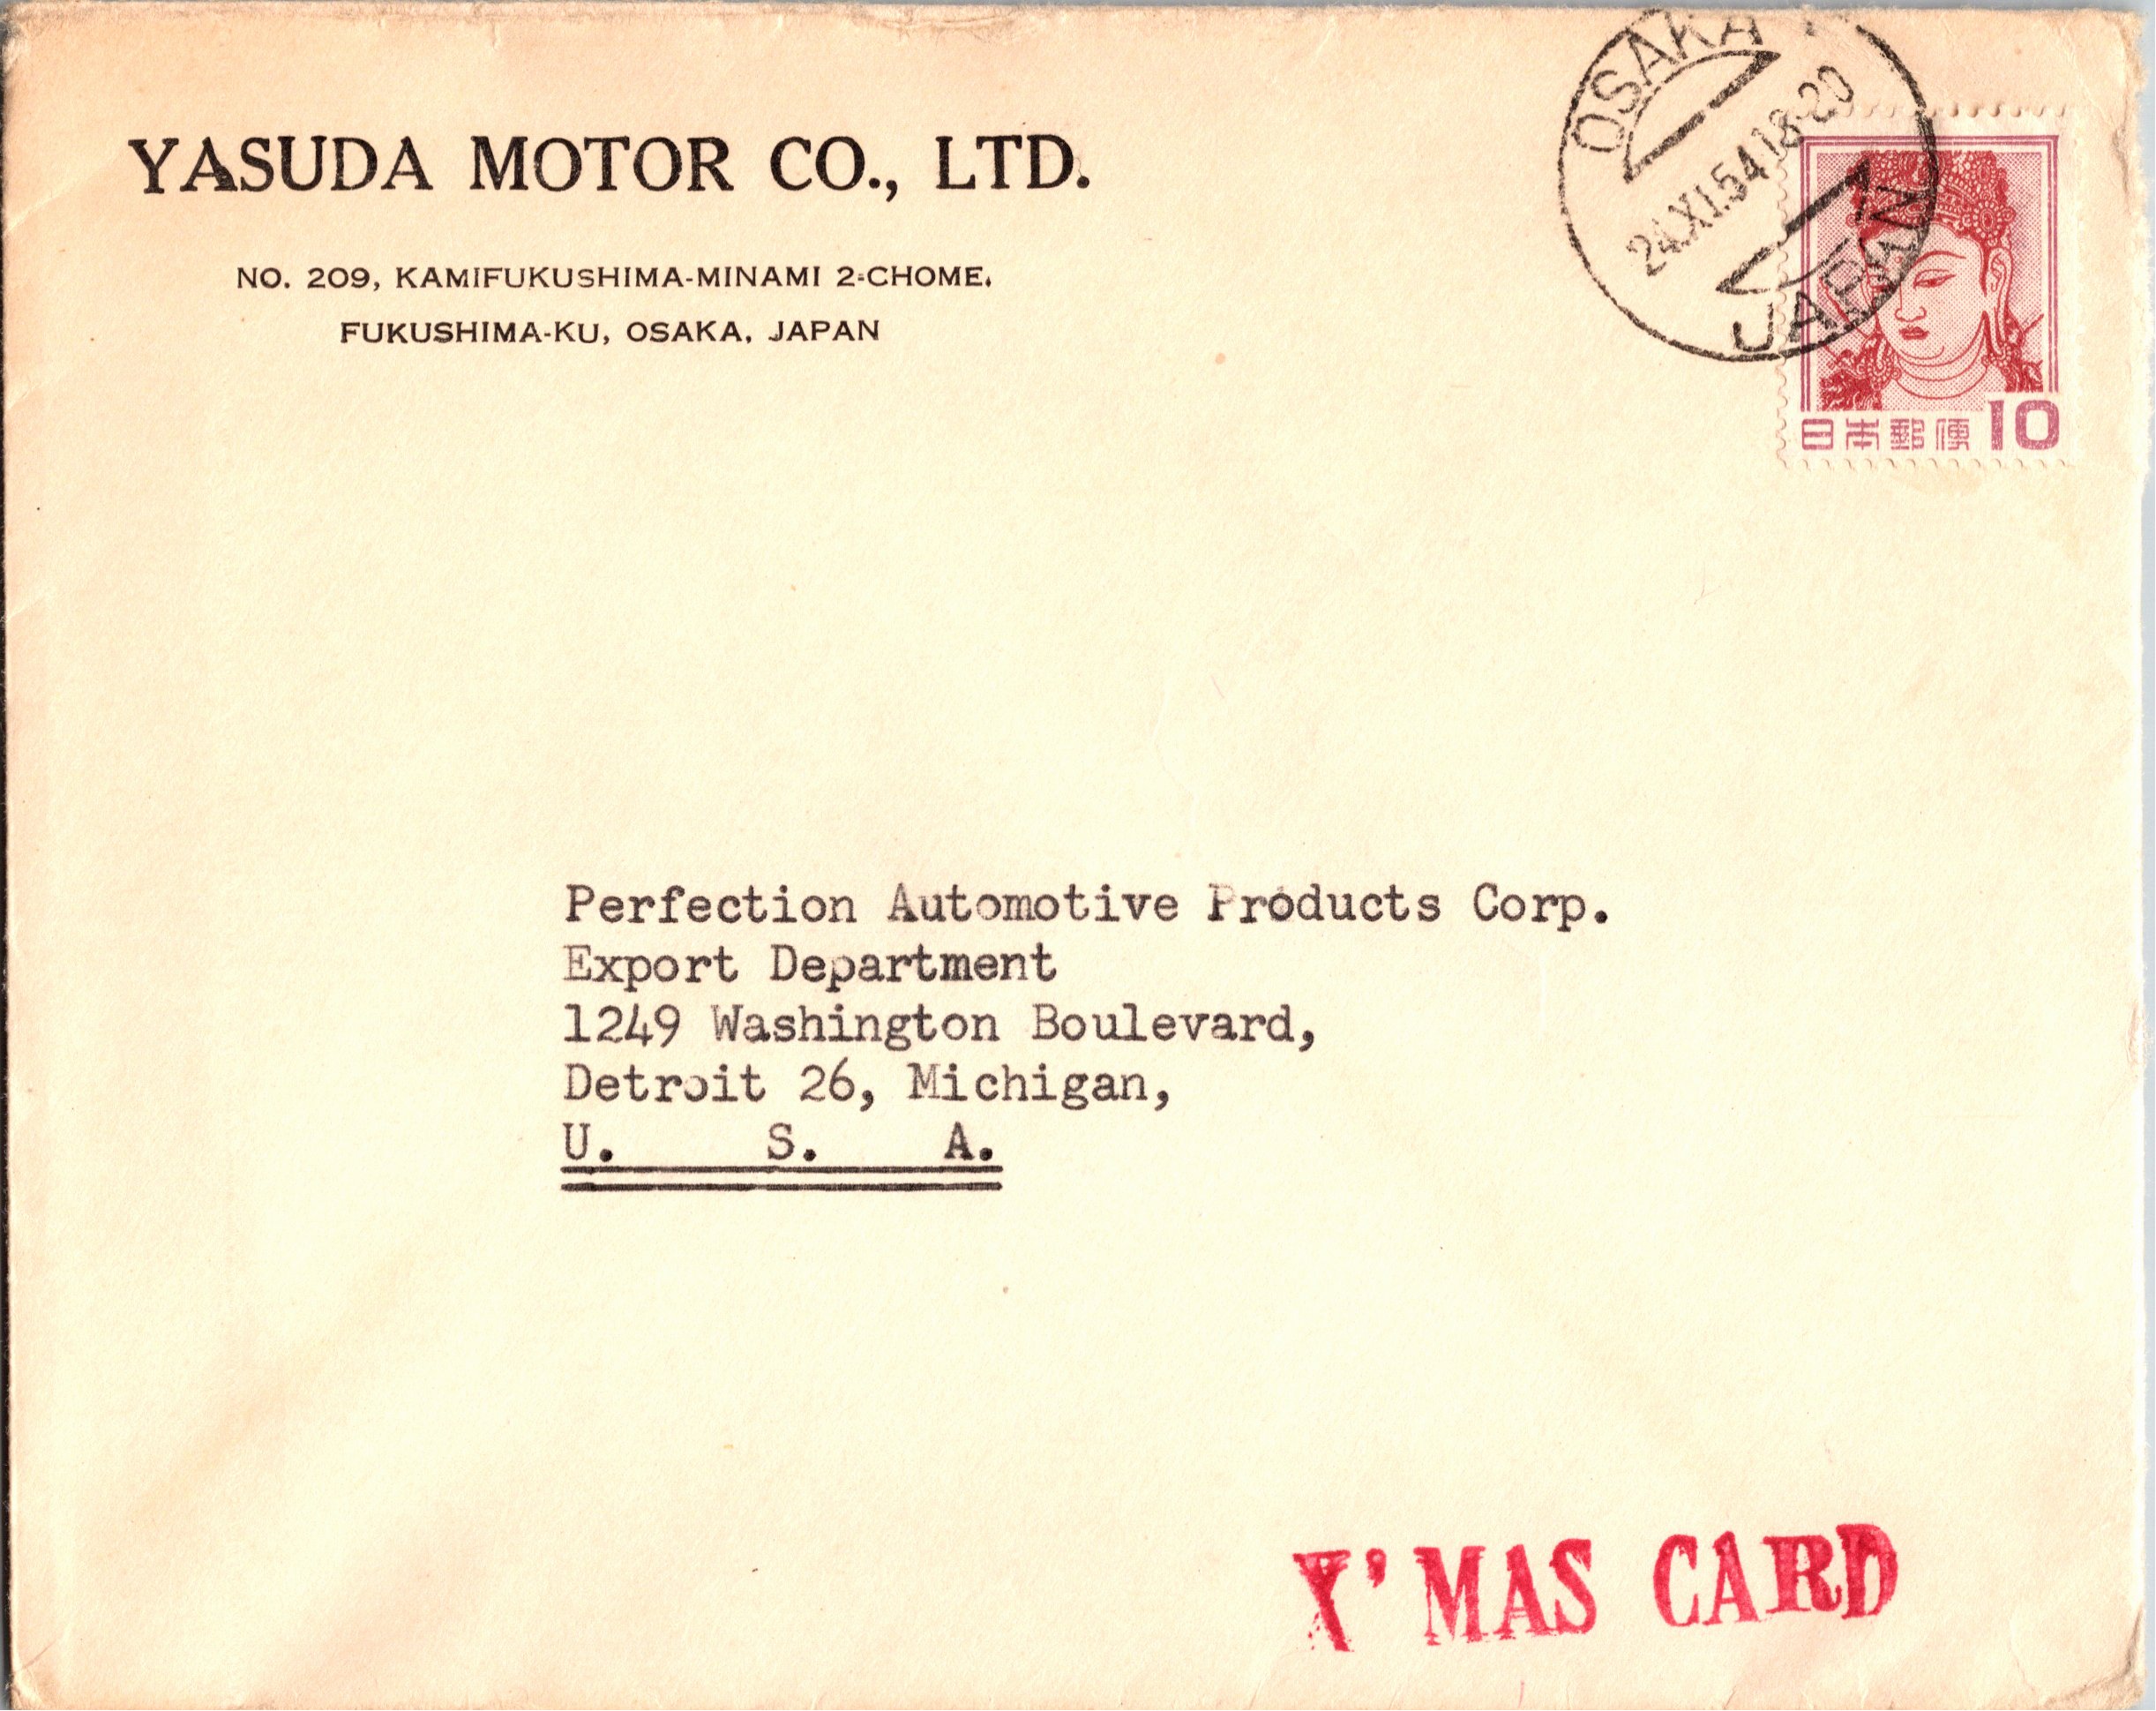 YASUDA MOTOR CO., LTD.
NO. 209, KAMIFUKUSHIMA-MINAMI 2-CHOME.
FUKUSHIMA-KU, OSAKA, JAPAN
OSAKA
24.XI.54 18-20
JAPAN
日本郵便 10
Perfection Automotive Products Corp.
Export Department
1249 Washington Boulevard,
Detroit 26, Michigan,
U. S. A.
X'MAS CARD